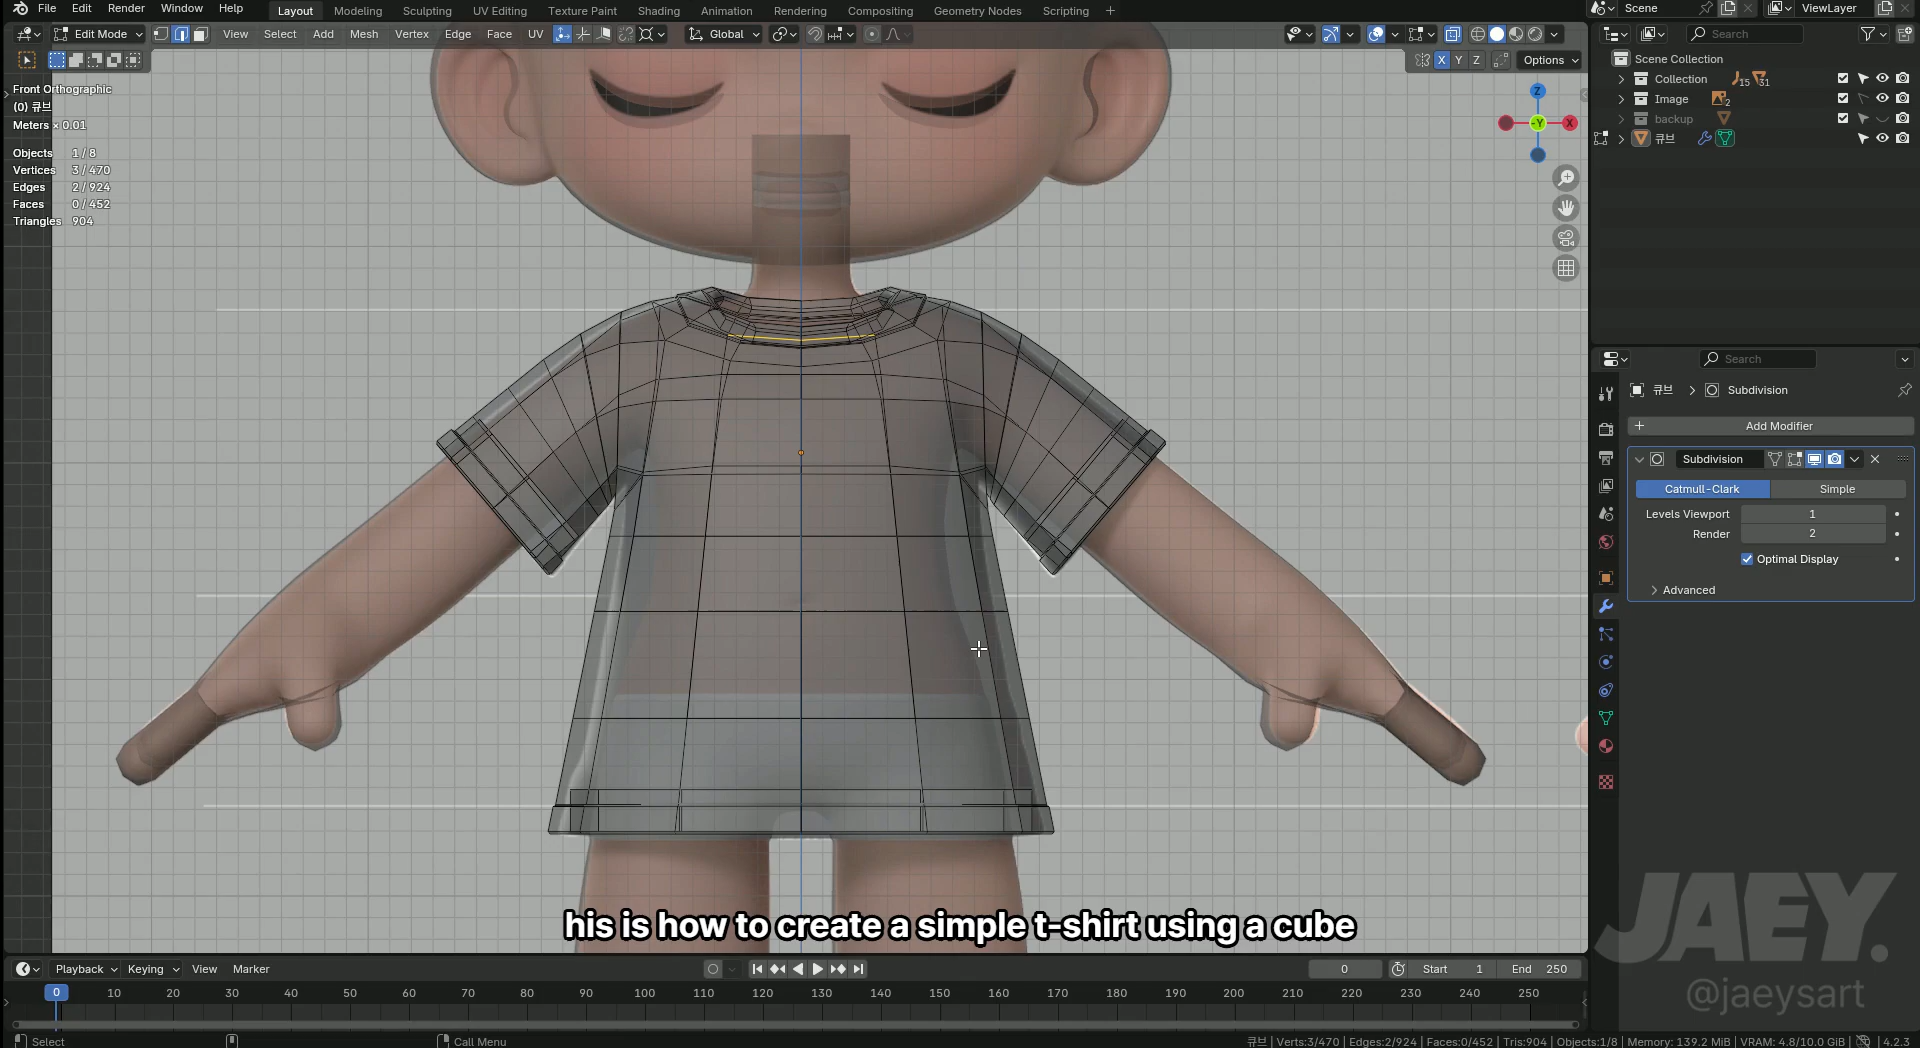 File Edit Render Window Help Layout Modeling Sculpting UV Editing Texture Paint Shading Animation Rendering Compositing Geometry Nodes Scripting + Scene ViewLayer
Edit Mode View Select Add Mesh Vertex Edge Face UV Global Search
X Y Z Options
Front Orthographic
(0) 큐브
Meters × 0.01
Objects 1 / 8
Vertices 3 / 470
Edges 2 / 924
Faces 0 / 452
Triangles 904
Z
-Y X
Scene Collection
Collection 15 31
Image 2
backup
큐브
Search
큐브 > Subdivision
+ Add Modifier
Subdivision
Catmull-Clark Simple
Levels Viewport 1
Render 2
Optimal Display
Advanced
his is how to create a simple t-shirt using a cube
JAEY.
@jaeysart
Playback Keying View Marker 0 Start 1 End 250
0 10 20 30 40 50 60 70 80 90 100 110 120 130 140 150 160 170 180 190 200 210 220 230 240 250
Select Call Menu 큐브 | Verts:3/470 | Edges:2/924 | Faces:0/452 | Tris:904 | Objects:1/8 | Memory: 139.2 MiB | VRAM: 4.8/10.0 GiB | 4.2.3